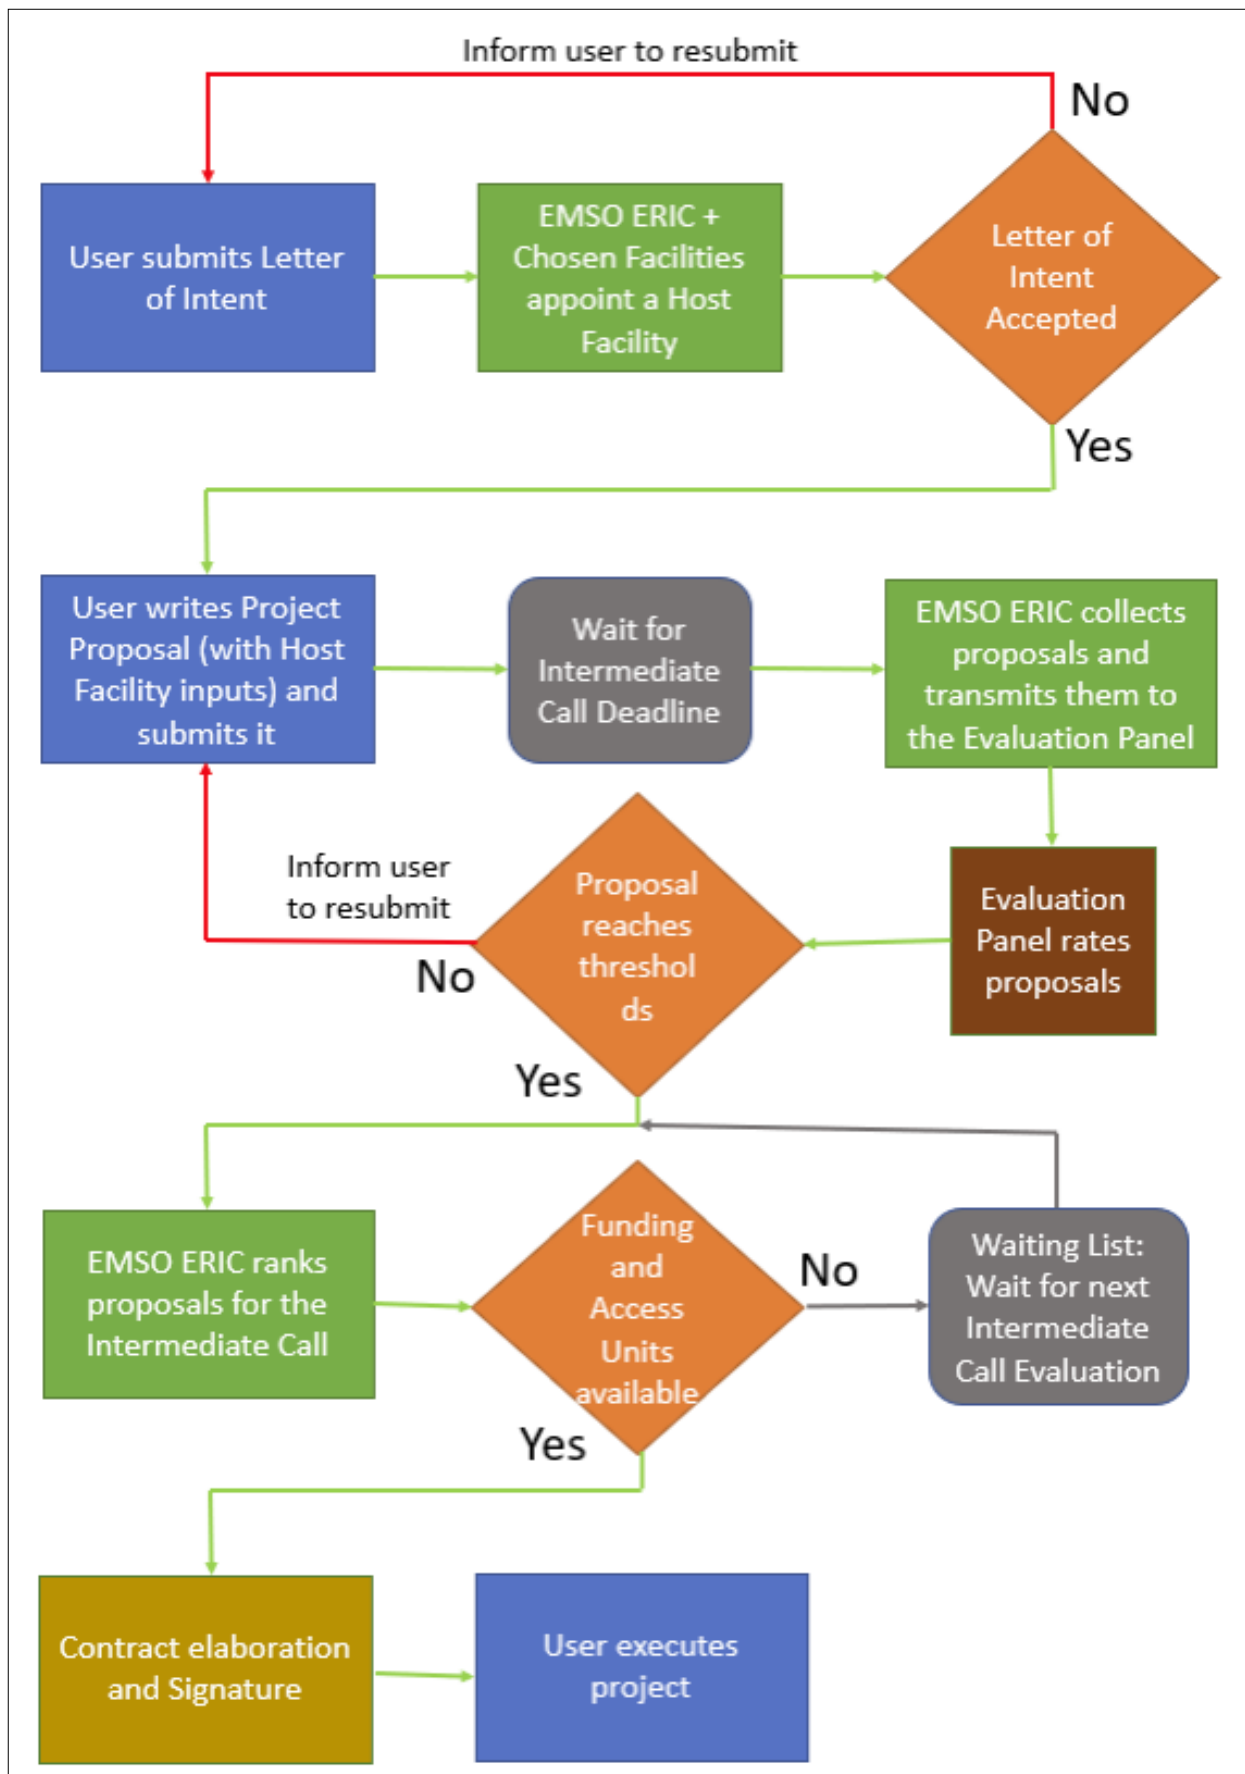 Inform user to resubmit
No
User submits Letter
of Intent
EMSO ERIC +
Chosen Facilities
appoint a Host
Facility
Letter of
Intent
Accepted
Yes
User writes Project
Proposal (with Host
Facility inputs) and
submits it
Wait for
Intermediate
Call Deadline
EMSO ERIC collects
proposals and
transmits them to
the Evaluation Panel
Inform user
to resubmit
No
Proposal
reaches
threshol
ds
Evaluation
Panel rates
proposals
Yes
EMSO ERIC ranks
proposals for the
Intermediate Call
Funding
and
Access
Units
available
No
Waiting List:
Wait for next
Intermediate
Call Evaluation
Yes
Contract elaboration
and Signature
User executes
project